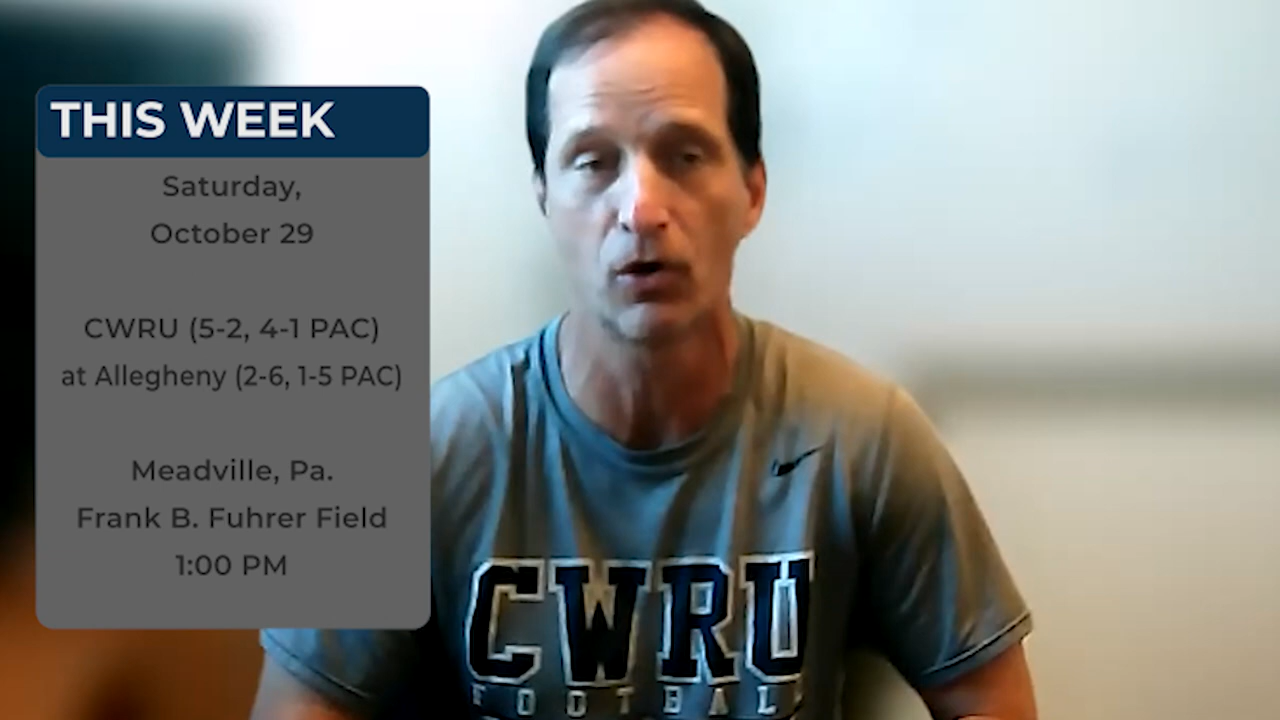 THIS WEEK
Saturday,
October 29
CWRU (5-2, 4-1 PAC)
at Allegheny (2-6, 1-5 PAC)
Meadville, Pa.
Frank B. Fuhrer Field
1:00 PM
CWRU
FOOTBALL